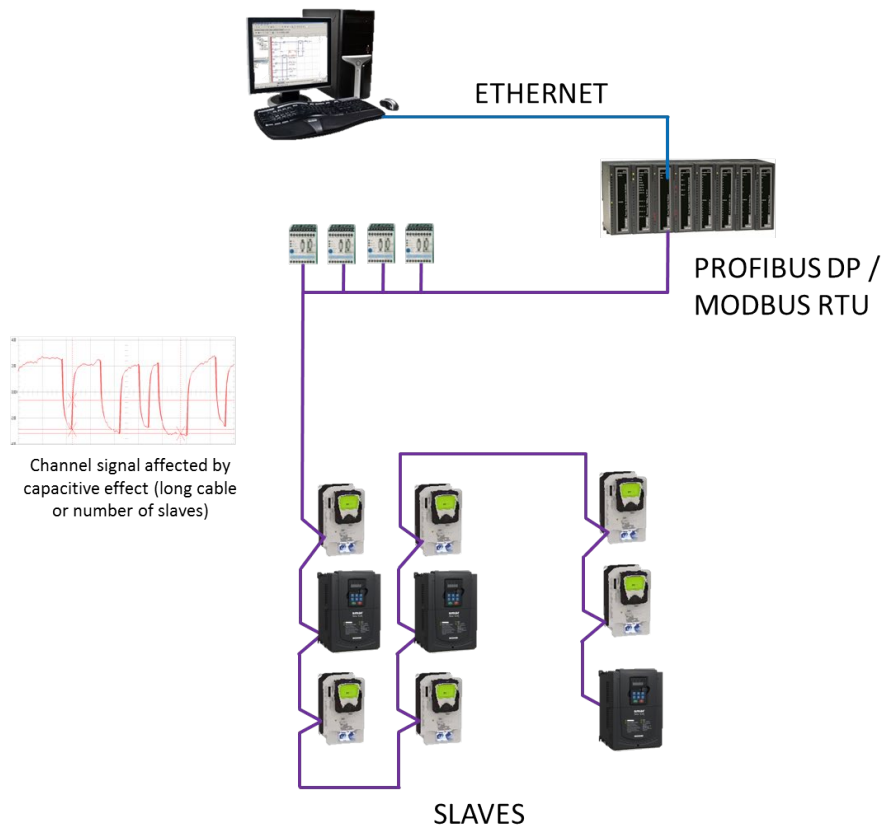 ETHERNET
PROFIBUS DP /
MODBUS RTU
Channel signal affected by
capacitive effect (long cable
or number of slaves)
SLAVES